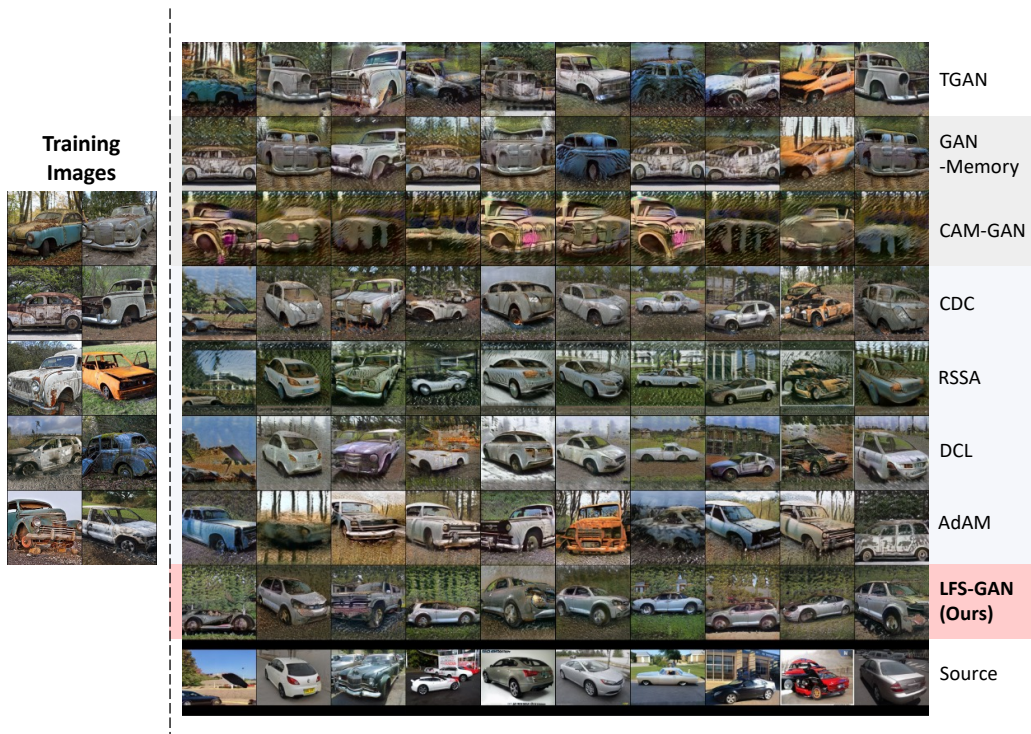 Training
Images
TGAN
GAN
-Memory
CAM-GAN
CDC
RSSA
DCL
AdAM
LFS-GAN
(Ours)
Source